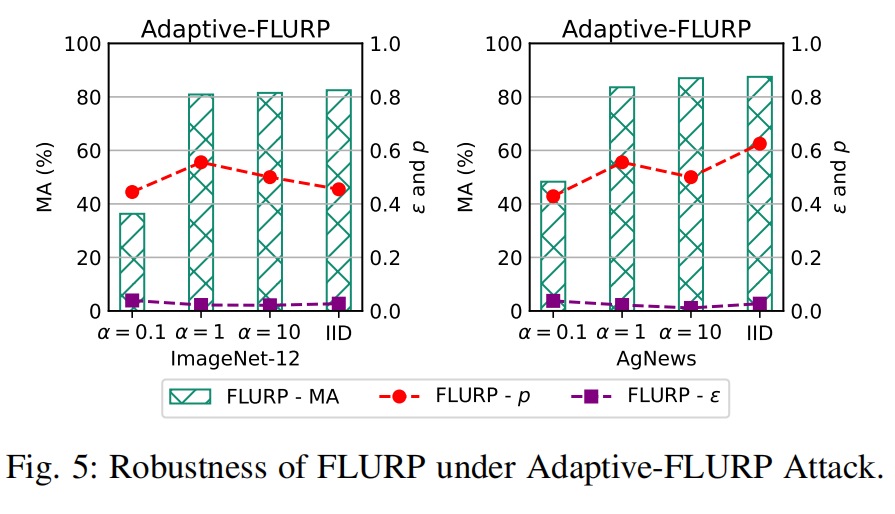 Adaptive-FLURP
100
80
60
40
20
0
MA (%)
1.0
0.8
0.6
0.4
0.2
0.0
ε and p
α = 0.1 α = 1 α = 10 IID
ImageNet-12
Adaptive-FLURP
100
80
60
40
20
0
MA (%)
1.0
0.8
0.6
0.4
0.2
0.0
ε and p
α = 0.1 α = 1 α = 10 IID
AgNews
FLURP - MA FLURP - p FLURP - ε
Fig. 5: Robustness of FLURP under Adaptive-FLURP Attack.